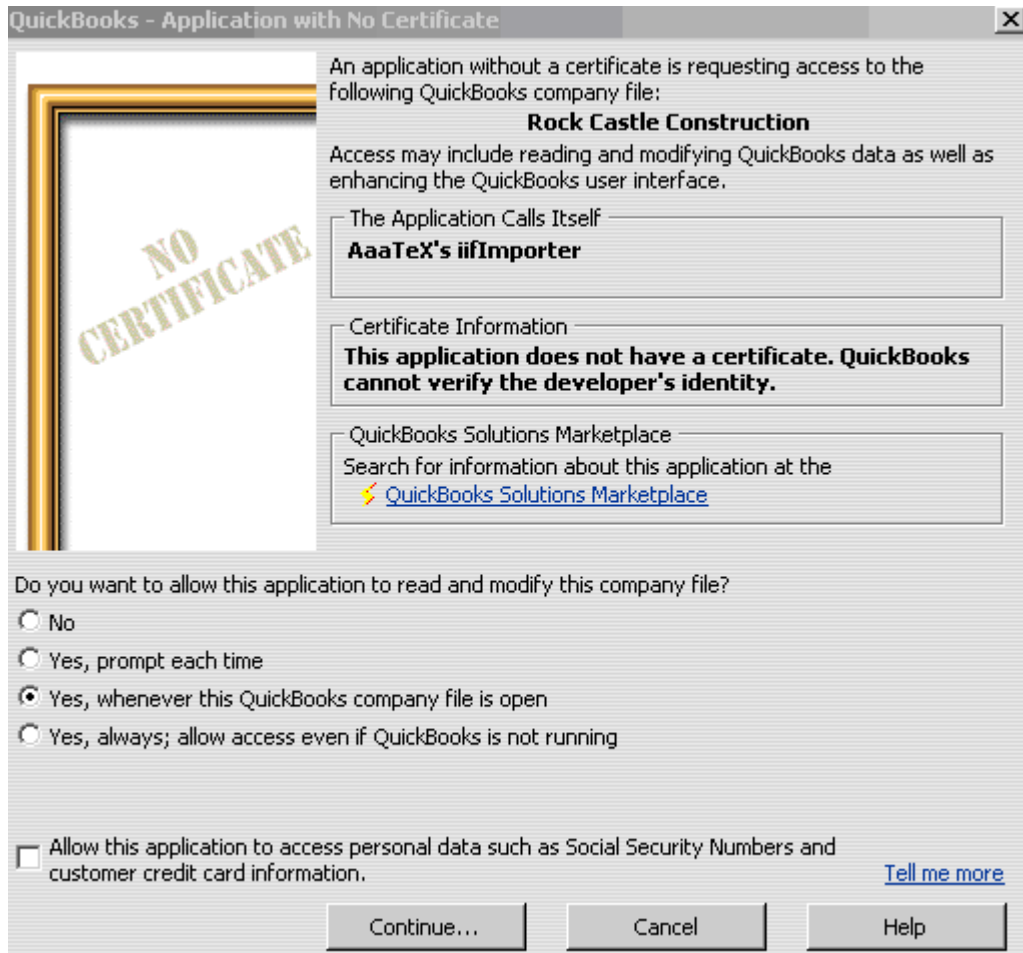 QuickBooks - Application with No Certificate
An application without a certificate is requesting access to the
following QuickBooks company file:
Rock Castle Construction
Access may include reading and modifying QuickBooks data as well as
enhancing the QuickBooks user interface.
NO
CERTIFICATE
The Application Calls Itself
AaaTeX's iifImporter
Certificate Information
This application does not have a certificate. QuickBooks
cannot verify the developer's identity.
QuickBooks Solutions Marketplace
Search for information about this application at the
QuickBooks Solutions Marketplace
Do you want to allow this application to read and modify this company file?
No
Yes, prompt each time
Yes, whenever this QuickBooks company file is open
Yes, always; allow access even if QuickBooks is not running
Allow this application to access personal data such as Social Security Numbers and
customer credit card information.
Tell me more
Continue...
Cancel
Help